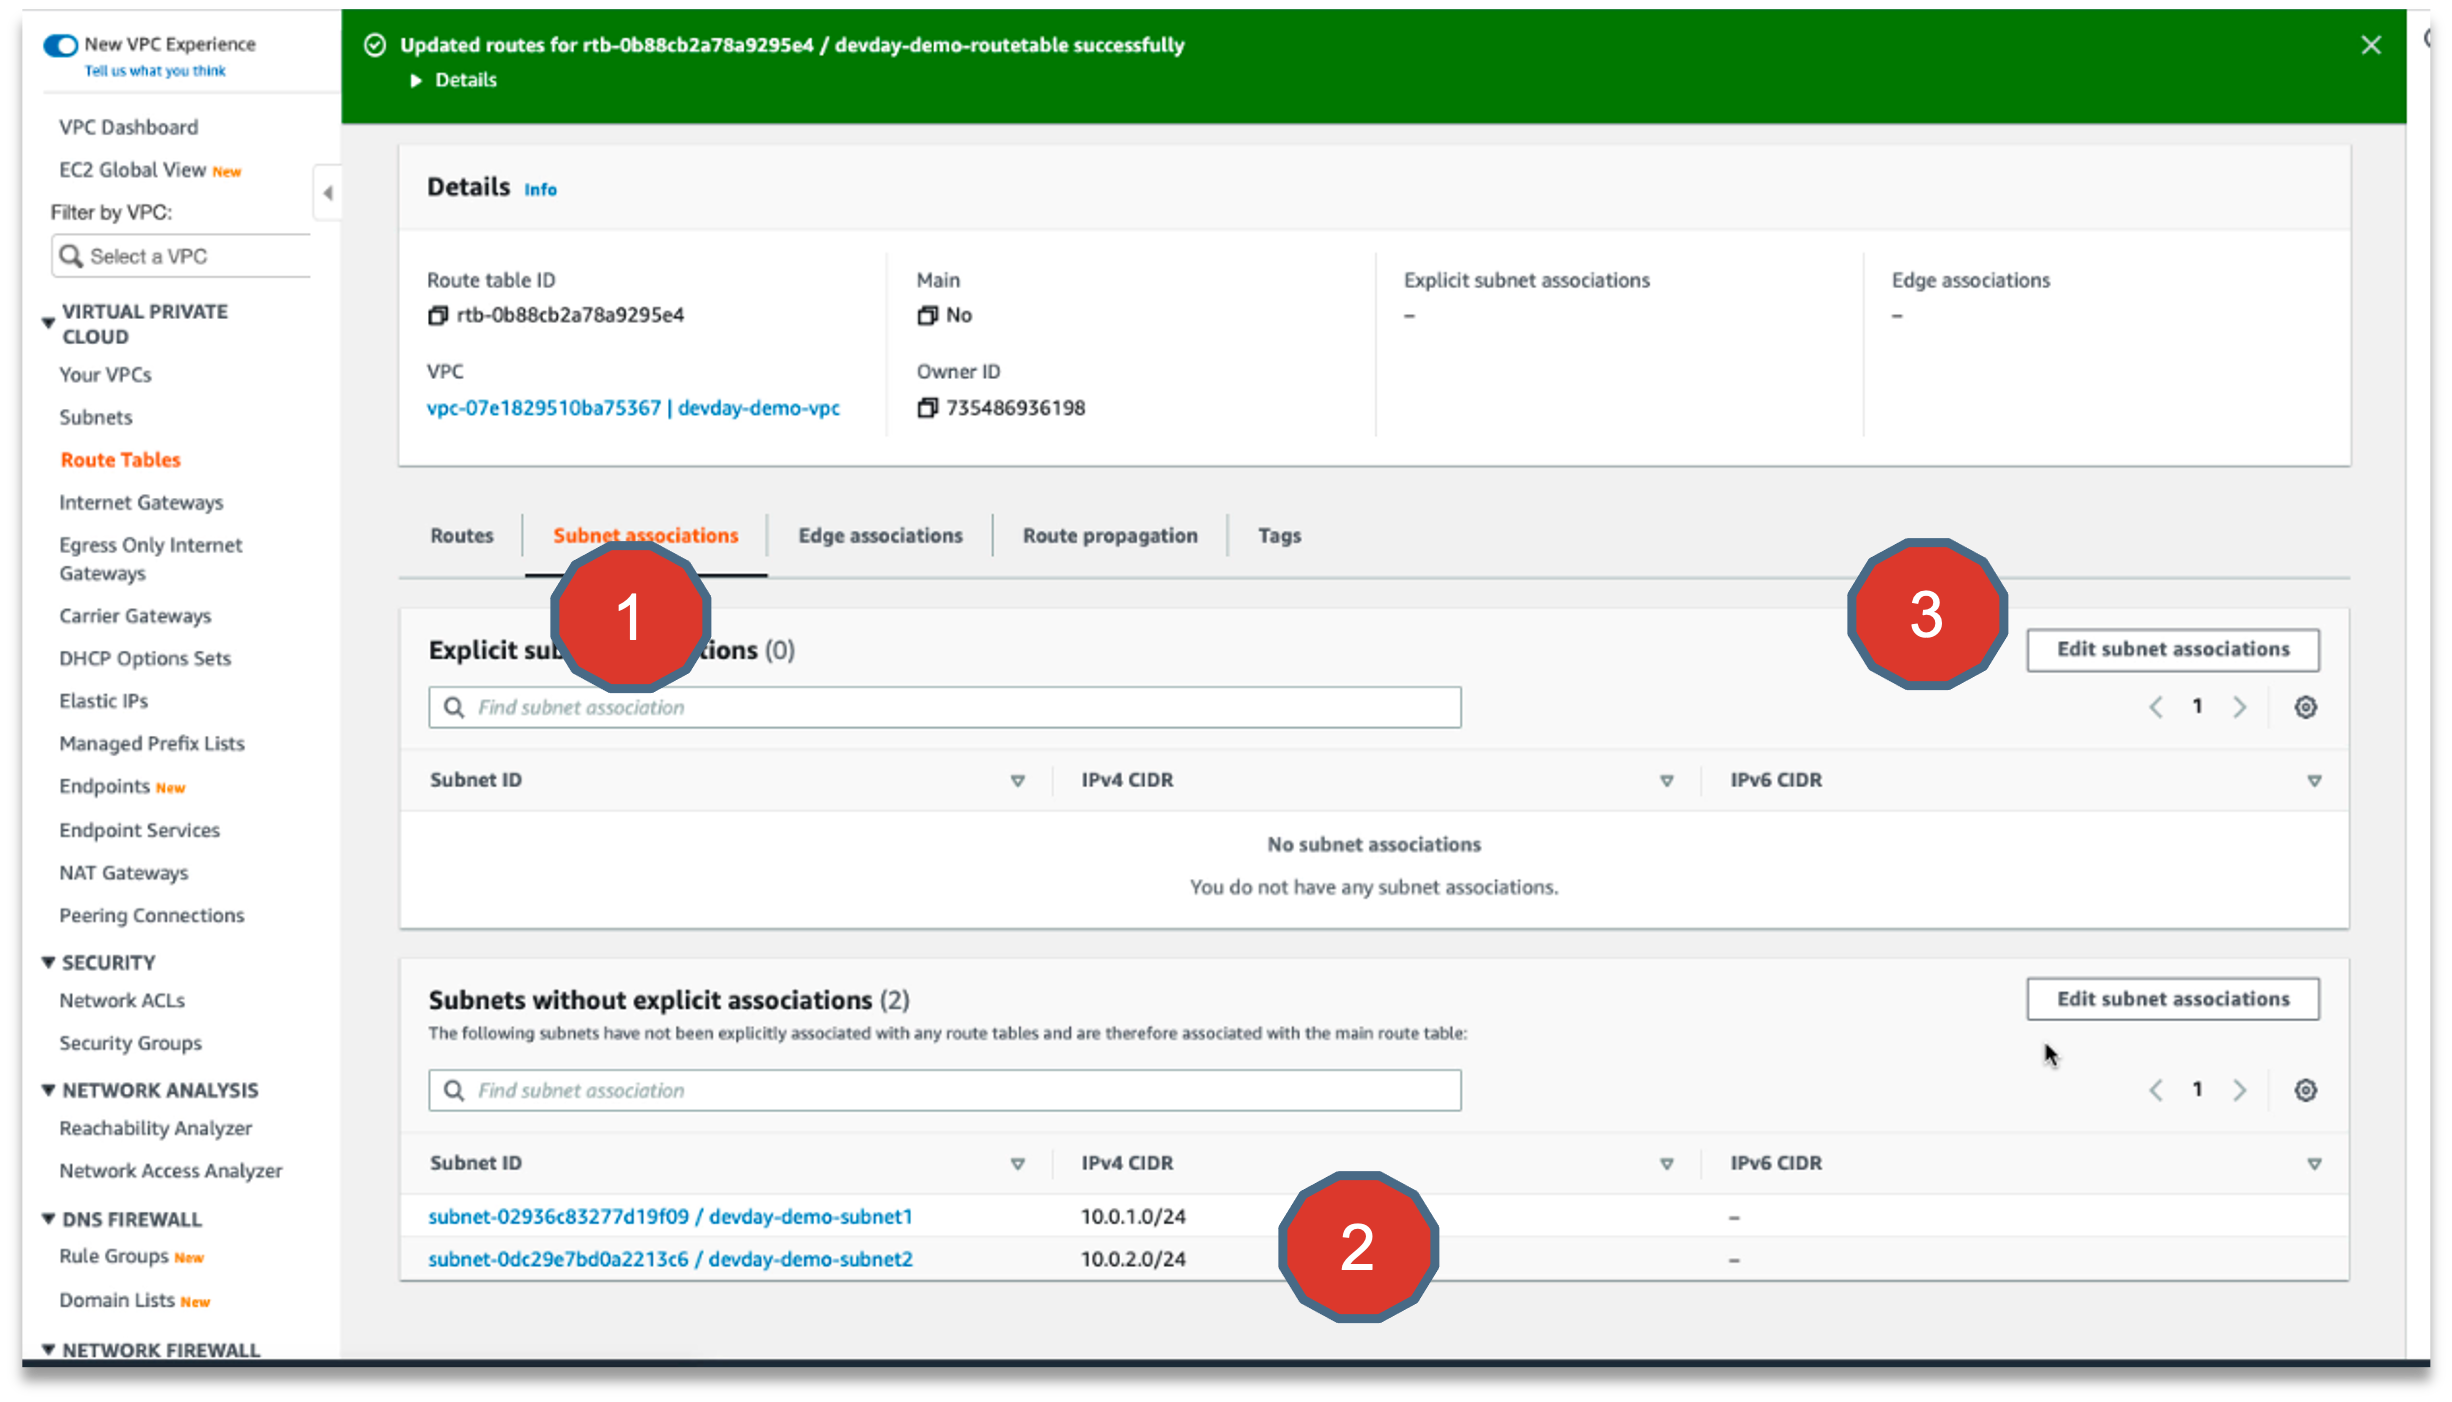 New VPC Experience
Tell us what you think
VPC Dashboard
EC2 Global View New
Filter by VPC:
Select a VPC
VIRTUAL PRIVATE
CLOUD
Your VPCs
Subnets
Route Tables
Internet Gateways
Egress Only Internet
Gateways
Carrier Gateways
DHCP Options Sets
Elastic IPs
Managed Prefix Lists
Endpoints New
Endpoint Services
NAT Gateways
Peering Connections
SECURITY
Network ACLs
Security Groups
NETWORK ANALYSIS
Reachability Analyzer
Network Access Analyzer
DNS FIREWALL
Rule Groups New
Domain Lists New
NETWORK FIREWALL
Updated routes for rtb-0b88cb2a78a9295e4 / devday-demo-routetable successfully
Details
Details Info
Route table ID
rtb-0b88cb2a78a9295e4
Main
No
Explicit subnet associations
–
Edge associations
–
VPC
vpc-07e1829510ba75367 | devday-demo-vpc
Owner ID
735486936198
Routes Subnet associations Edge associations Route propagation Tags
1
3
Explicit sub tions (0)
Edit subnet associations
Find subnet association
1
Subnet ID IPv4 CIDR IPv6 CIDR
No subnet associations
You do not have any subnet associations.
Subnets without explicit associations (2)
Edit subnet associations
The following subnets have not been explicitly associated with any route tables and are therefore associated with the main route table:
Find subnet association
1
Subnet ID IPv4 CIDR IPv6 CIDR
subnet-02936c83277d19f09 / devday-demo-subnet1 10.0.1.0/24 –
subnet-0dc29e7bd0a2213c6 / devday-demo-subnet2 10.0.2.0/24 –
2